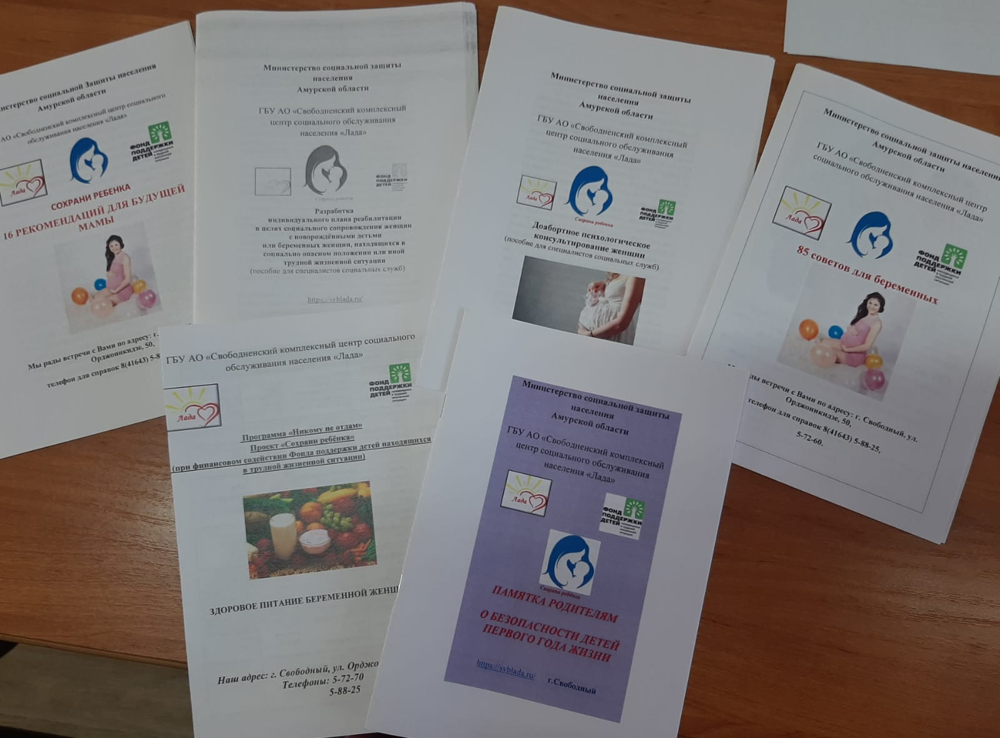 Министерство социальной Защиты населения
Амурской области
АО «Свободненский комплексный центр социального
обслуживания населения «Лада»
Лада
ФОНД
ПОДДЕРЖКИ
ДЕТЕЙ
СОХРАНИ РЕБЕНКА
16 РЕКОМЕНДАЦИЙ ДЛЯ БУДУЩЕЙ
МАМЫ
Мы рады встречи с Вами по адресу: г.
Орджоникидзе, 50,
телефон для справок 8(41643) 5-8
Министерство социальной защиты
населения
Амурской области
ГБУ АО «Свободненский комплексный
центр социального обслуживания
населения «Лада»
Лада
ФОНД
ПОДДЕРЖКИ
ДЕТЕЙ
Сохрани ребенка
Разработка
индивидуального плана реабилитации
в целях социального сопровождения женщин
с новорождёнными детьми
или беременных женщин, находящихся в
социально опасном положении или иной
трудной жизненной ситуации
(пособие для специалистов социальных служб)
https://svblada.ru/
Министерство социальной защиты
населения
Амурской области
ГБУ АО «Свободненский комплексный
центр социального обслуживания
населения «Лада»
Лада
Сохрани ребенка
ФОНД
ПОДДЕРЖКИ
ДЕТЕЙ
Доабортное психологическое
консультирование женщин
(пособие для специалистов социальных служб)
Министерство социальной защиты населения
Амурской области
ГБУ АО «Свободненский комплексный центр
социального обслуживания населения «Лада»
Лада
ФОНД
ПОДДЕРЖКИ
ДЕТЕЙ
85 советов для беременных
встречи с Вами по адресу: г. Свободный, ул.
Орджоникидзе, 50,
телефон для справок 8(41643) 5-88-25,
5-72-60.
ГБУ АО «Свободненский комплексный центр социального
обслуживания населения «Лада»
Лада
ФОНД
ПОДДЕРЖКИ
ДЕТЕЙ
находящихся
в трудной
жизненной
ситуации
Программа «Никому не отдам»
Проект «Сохрани ребёнка»
(при финансовом содействии Фонда поддержки детей находящихся
в трудной жизненной ситуации)
ЗДОРОВОЕ ПИТАНИЕ БЕРЕМЕННОЙ ЖЕНЩ
Наш адрес: г. Свободный, ул. Орджо
Телефоны: 5-72-70
5-88-25
Министерство социальной защиты
населения
Амурской области
ГБУ АО «Свободненский комплексный
центр социального обслуживания
населения «Лада»
Лада
ФОНД
ПОДДЕРЖКИ
ДЕТЕЙ
Сохрани ребёнка
ПАМЯТКА РОДИТЕЛЯМ
О БЕЗОПАСНОСТИ ДЕТЕЙ
ПЕРВОГО ГОДА ЖИЗНИ
https://svblada.ru/ г.Свободный